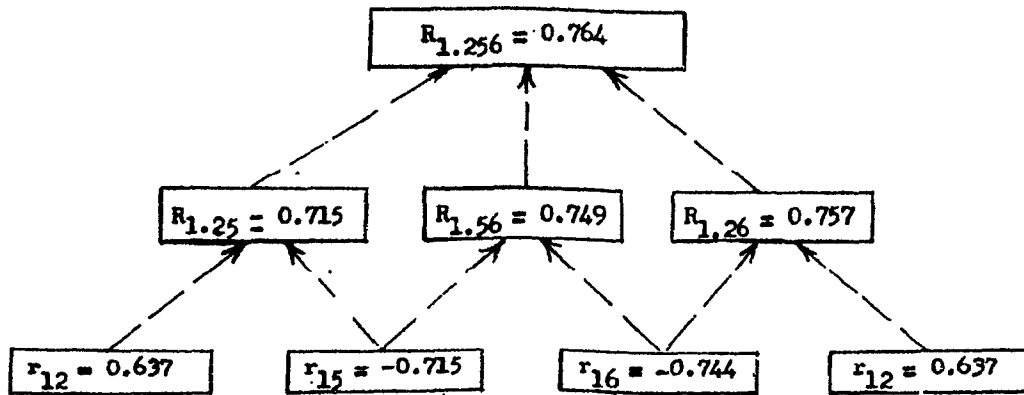 R1.256 = 0.764
R1.25 = 0.715
R1.56 = 0.749
R1.26 = 0.757
r12 = 0.637
r15 = -0.715
r16 = -0.744
r12 = 0.637